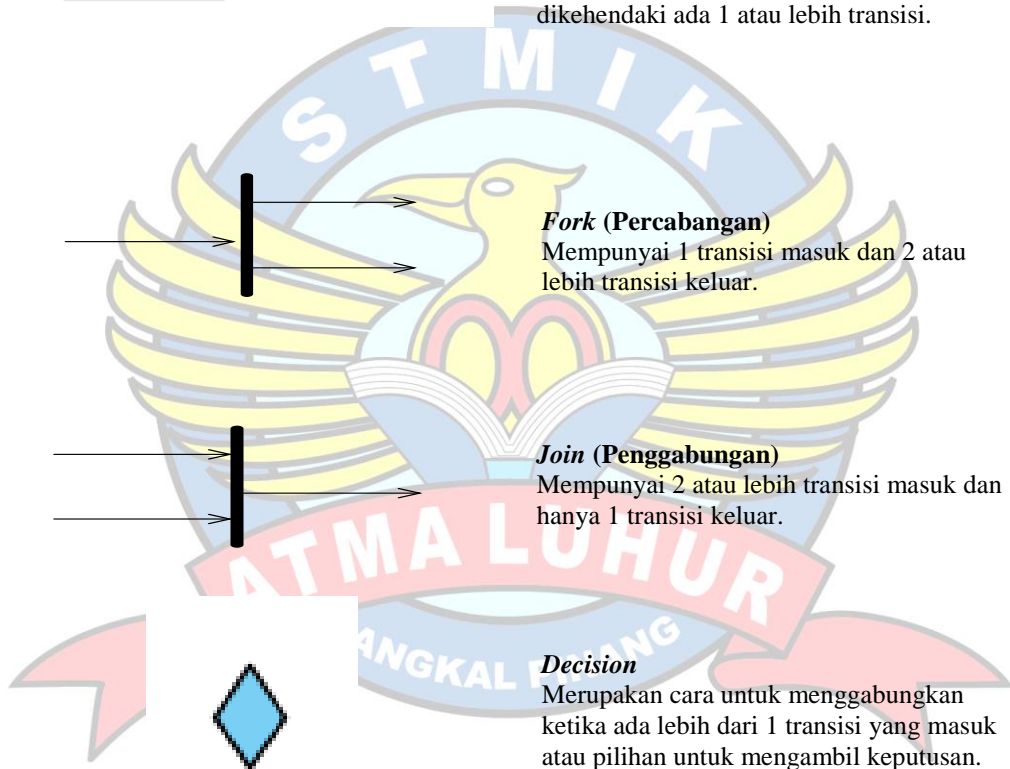 dikehendaki ada 1 atau lebih transisi.
STMIK
Fork (Percabangan)
Mempunyai 1 transisi masuk dan 2 atau
lebih transisi keluar.
Join (Penggabungan)
Mempunyai 2 atau lebih transisi masuk dan
hanya 1 transisi keluar.
ATMA LUHUR
ANGKAL PINANG
Decision
Merupakan cara untuk menggabungkan
ketika ada lebih dari 1 transisi yang masuk
atau pilihan untuk mengambil keputusan.